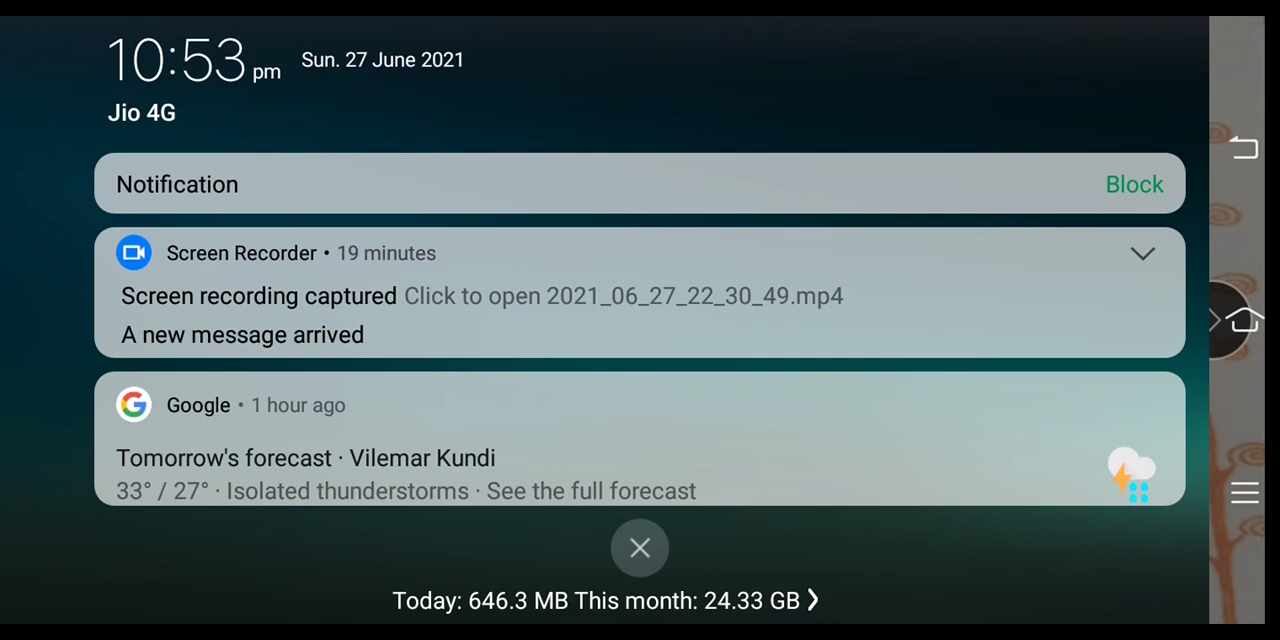 10:53 pm Sun. 27 June 2021
Jio 4G
Notification Block
Screen Recorder • 19 minutes
Screen recording captured Click to open 2021_06_27_22_30_49.mp4
A new message arrived
Google • 1 hour ago
Tomorrow's forecast · Vilemar Kundi
33° / 27° · Isolated thunderstorms · See the full forecast
Today: 646.3 MB This month: 24.33 GB ❯